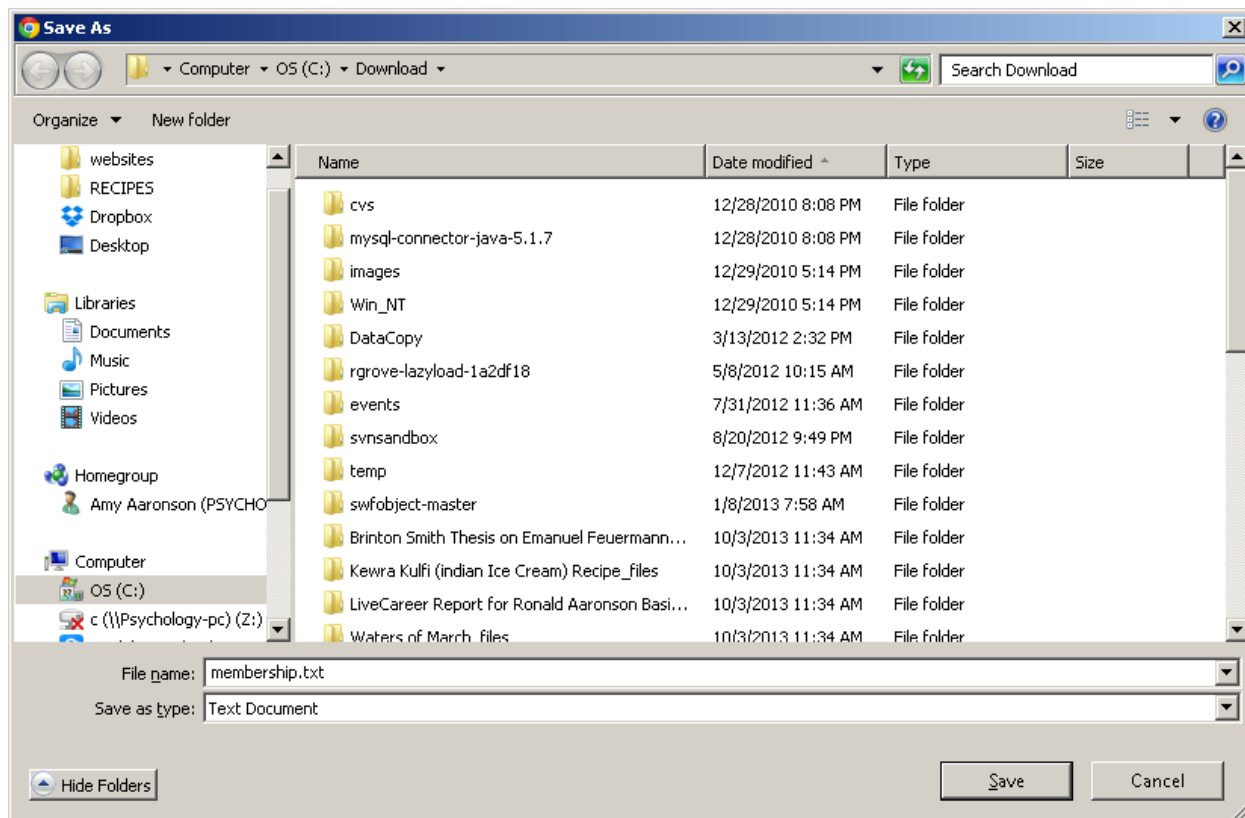 Save As
Computer OS (C:) Download
Search Download
Organize New folder
websites
RECIPES
Dropbox
Desktop
Libraries
Documents
Music
Pictures
Videos
Homegroup
Amy Aaronson (PSYCHO
Computer
OS (C:)
c (\\Psychology-pc) (Z:)
Name Date modified Type Size
cvs 12/28/2010 8:08 PM File folder
mysql-connector-java-5.1.7 12/28/2010 8:08 PM File folder
images 12/29/2010 5:14 PM File folder
Win_NT 12/29/2010 5:14 PM File folder
DataCopy 3/13/2012 2:32 PM File folder
rgrove-lazyload-1a2df18 5/8/2012 10:15 AM File folder
events 7/31/2012 11:36 AM File folder
svnsandbox 8/20/2012 9:49 PM File folder
temp 12/7/2012 11:43 AM File folder
swfobject-master 1/8/2013 7:58 AM File folder
Brinton Smith Thesis on Emanuel Feuermann... 10/3/2013 11:34 AM File folder
Kewra Kulfi (indian Ice Cream) Recipe_files 10/3/2013 11:34 AM File folder
LiveCareer Report for Ronald Aaronson Basi... 10/3/2013 11:34 AM File folder
Waters of March_files 10/3/2013 11:34 AM File folder
File name: membership.txt
Save as type: Text Document
Hide Folders
Save Cancel